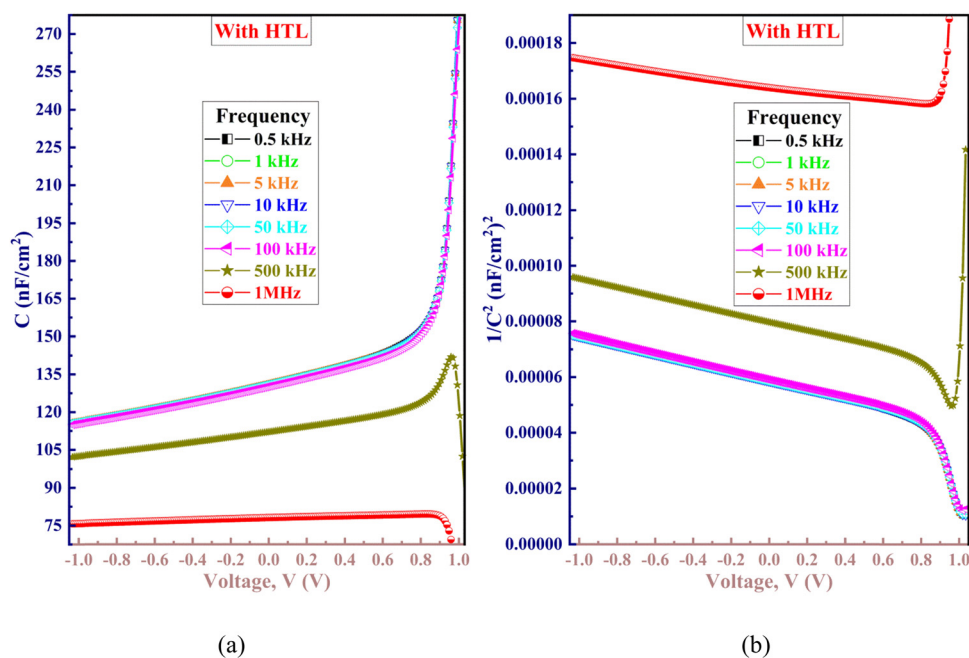 With HTL
Frequency
0.5 kHz
1 kHz
5 kHz
10 kHz
50 kHz
100 kHz
500 kHz
1MHz
C (nF/cm²)
270
255
240
225
210
195
180
165
150
135
120
105
90
75
-1.0 -0.8 -0.6 -0.4 -0.2 0.0 0.2 0.4 0.6 0.8 1.0
Voltage, V (V)
(a)
With HTL
Frequency
0.5 kHz
1 kHz
5 kHz
10 kHz
50 kHz
100 kHz
500 kHz
1MHz
1/C² (nF/cm²)²
0.00018
0.00016
0.00014
0.00012
0.00010
0.00008
0.00006
0.00004
0.00002
0.00000
-1.0 -0.8 -0.6 -0.4 -0.2 0.0 0.2 0.4 0.6 0.8 1.0
Voltage, V (V)
(b)